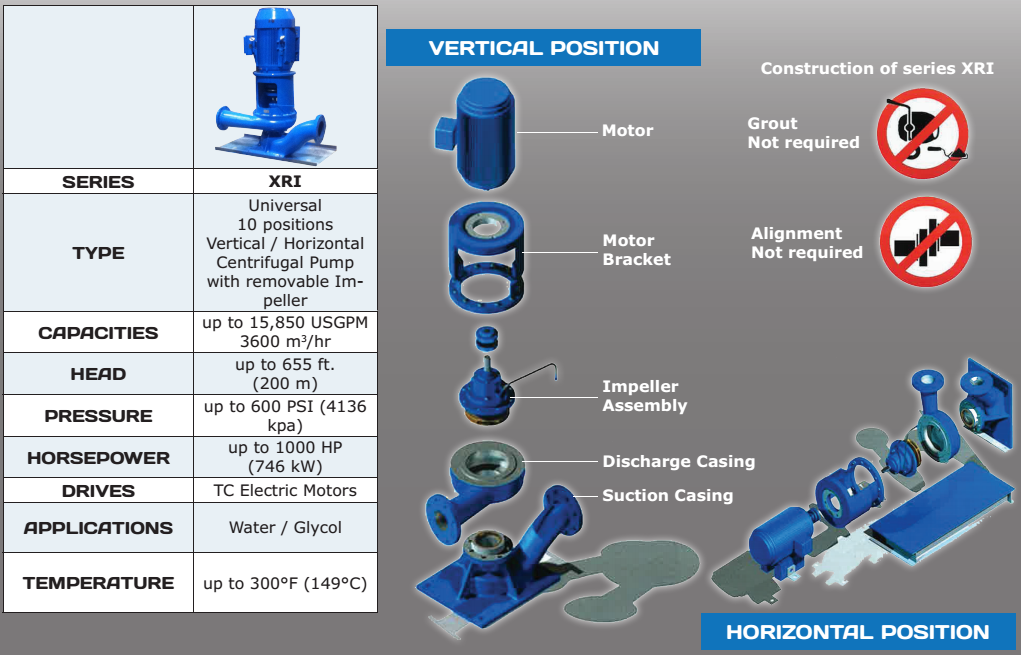 SERIES
XRI
TYPE
Universal
10 positions
Vertical / Horizontal
Centrifugal Pump
with removable Im-
peller
CAPACITIES
up to 15,850 USGPM
3600 m³/hr
HEAD
up to 655 ft.
(200 m)
PRESSURE
up to 600 PSI (4136
kpa)
HORSEPOWER
up to 1000 HP
(746 kW)
DRIVES
TC Electric Motors
APPLICATIONS
Water / Glycol
TEMPERATURE
up to 300°F (149°C)
VERTICAL POSITION
Motor
Motor
Bracket
Impeller
Assembly
Discharge Casing
Suction Casing
Construction of series XRI
Grout
Not required
Alignment
Not required
HORIZONTAL POSITION